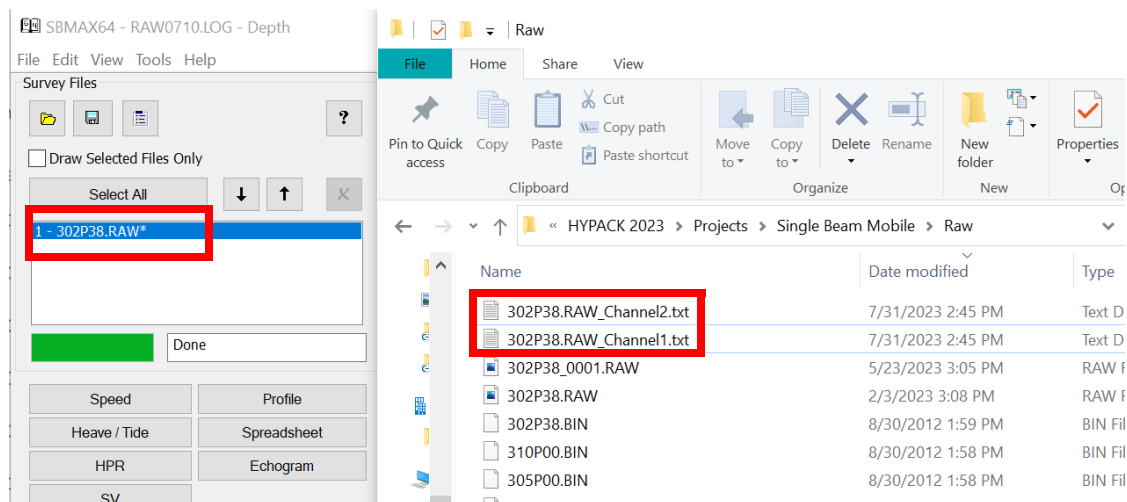 SBMAX64 - RAW0710.LOG - Depth
File Edit View Tools Help
Survey Files
?
Draw Selected Files Only
Select All
X
1 - 302P38.RAW*
Done
Speed
Profile
Heave / Tide
Spreadsheet
HPR
Echogram
SV
Raw
File Home Share View
Pin to Quick access
Copy
Paste
Cut
Copy path
Paste shortcut
Move to
Copy to
Delete
Rename
New folder
Properties
Clipboard
Organize
New
Op
« HYPACK 2023 > Projects > Single Beam Mobile > Raw
Name Date modified Type
302P38.RAW_Channel2.txt 7/31/2023 2:45 PM Text D
302P38.RAW_Channel1.txt 7/31/2023 2:45 PM Text D
302P38_0001.RAW 5/23/2023 3:05 PM RAW F
302P38.RAW 2/3/2023 3:08 PM RAW F
302P38.BIN 8/30/2012 1:59 PM BIN Fil
310P00.BIN 8/30/2012 1:58 PM BIN Fil
305P00.BIN 8/30/2012 1:58 PM BIN Fil